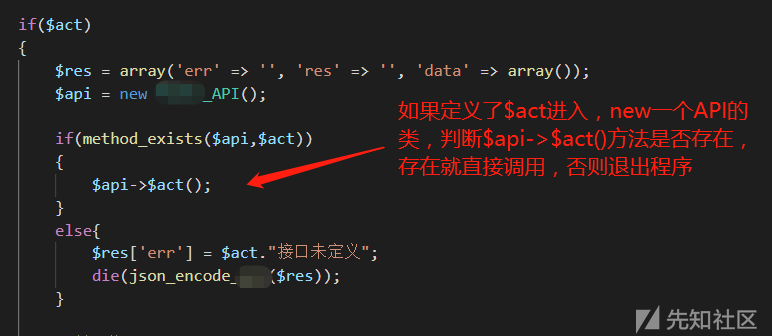 if($act)
{
$res = array('err' => '', 'res' => '', 'data' => array());
$api = new _API();
如果定义了$act进入，new一个API的
类，判断$api->$act()方法是否存在，
存在就直接调用，否则退出程序
if(method_exists($api,$act))
{
$api->$act();
}
else{
$res['err'] = $act."接口未定义";
die(json_encode_($res));
}
先知社区